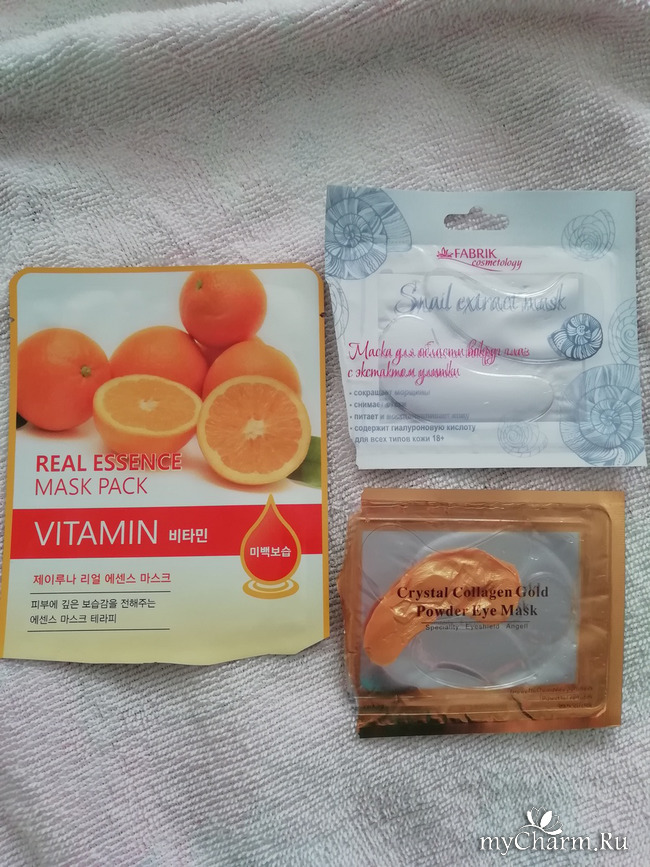 REAL ESSENCE
MASK PACK
VITAMIN 비타민
미백보습
제이루나 리얼 에센스 마스크
피부에 깊은 보습감을 전해주는
에센스 마스크 테라피
FABRIK
cosmetology
Snail extract mask
Маска для области вокруг глаз
с экстрактом улитки
• сокращает морщины
• снимает
• питает и восстанавливает кожу
• содержит гиалуроновую кислоту
для всех типов кожи 18+
Crystal Collagen Gold
Powder Eye Mask
Speciality Eyeshield Angell
myCharm.Ru